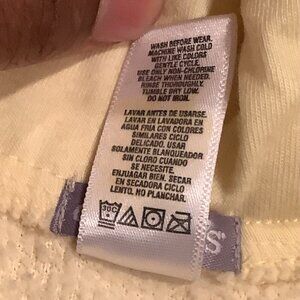 WASH BEFORE WEAR.
MACHINE WASH COLD
WITH LIKE COLORS
GENTLE CYCLE.
USE ONLY NON-CHLORINE
BLEACH WHEN NEEDED.
RINSE THOROUGHLY.
TUMBLE DRY LOW.
DO NOT IRON.
LAVAR ANTES DE USARSE.
LAVAR EN LAVADORA EN
AGUA FRIA CON COLORES
SIMILARES CICLO
DELICADO. USAR
SOLAMENTE BLANQUEADOR
SIN CLORO CUANDO
SE NECESITE.
ENJUAGAR BIEN. SECAR
EN SECADORA CICLO
LENTO. NO PLANCHAR.
30C
S